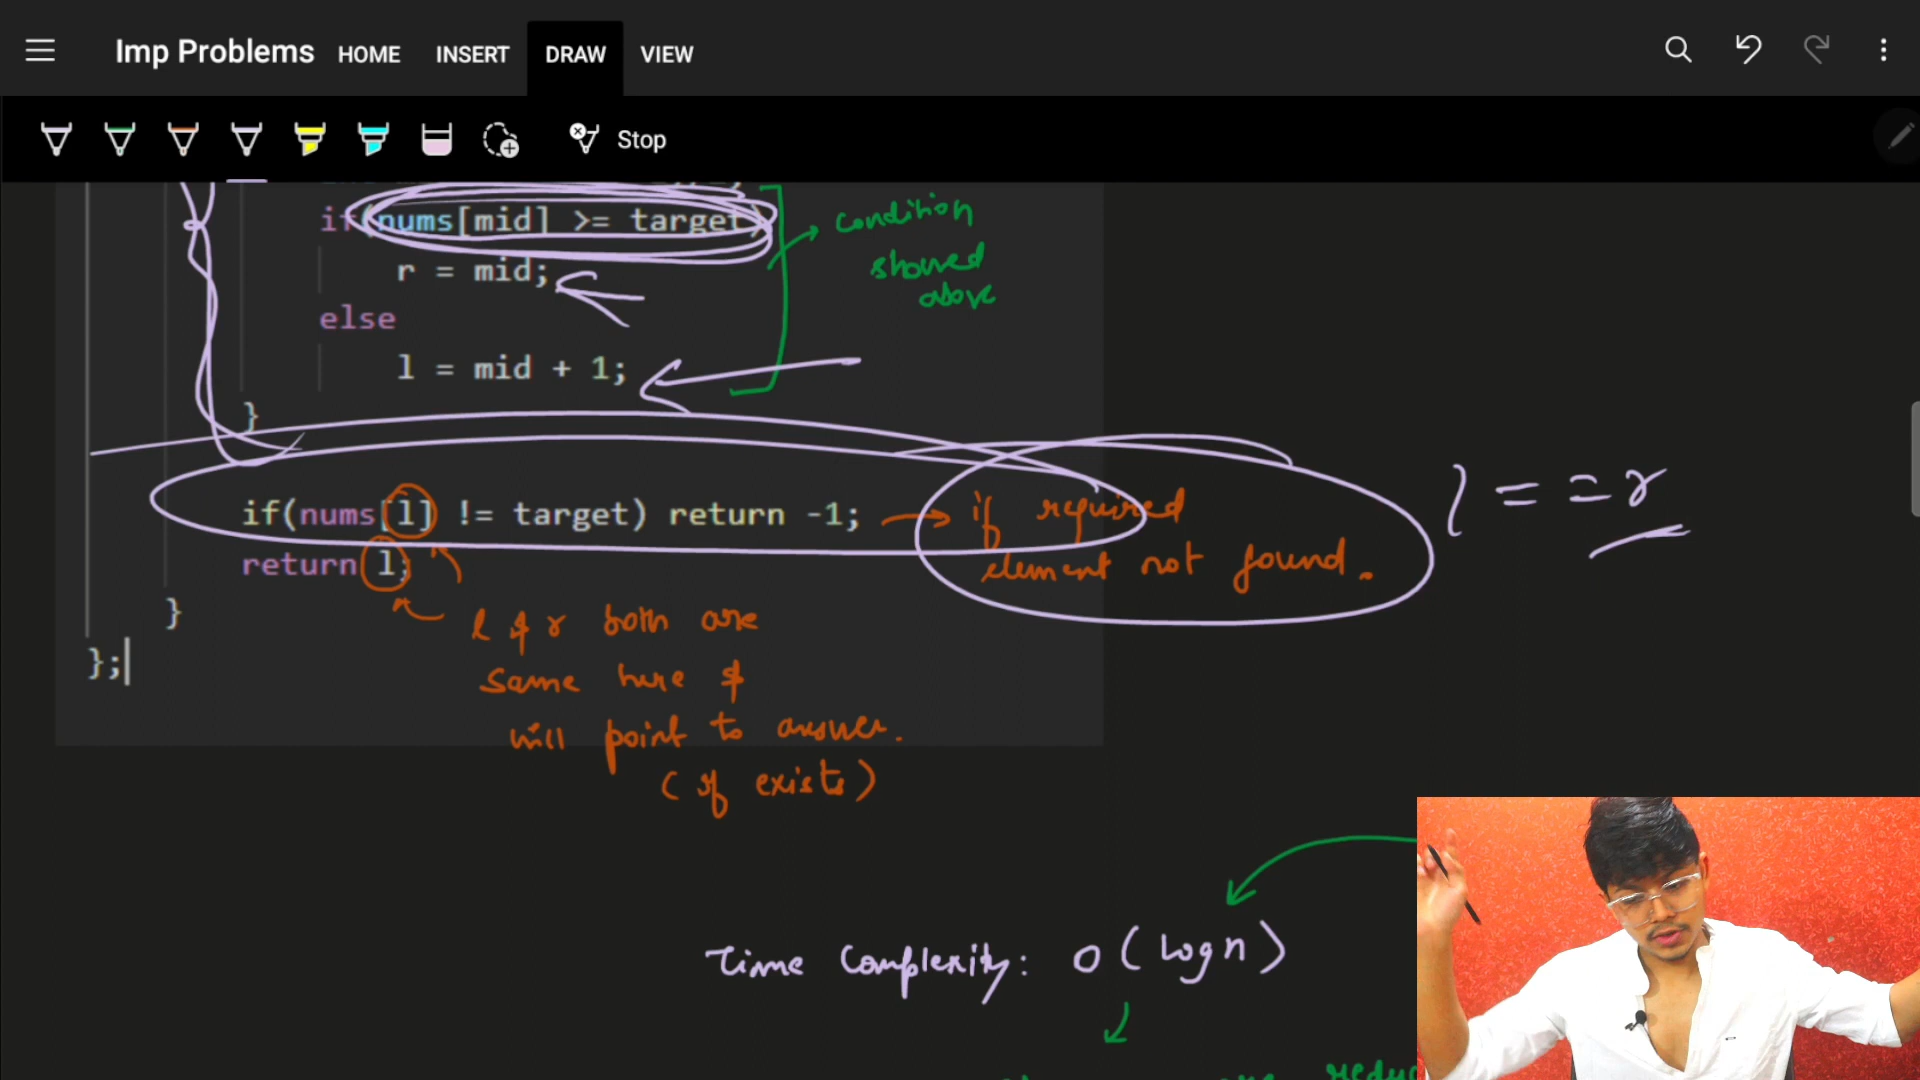 Imp Problems HOME INSERT DRAW VIEW
Stop
if(nums[mid] >= target)
r = mid;
else
l = mid + 1;
}
condition
showed
above
if(nums[l] != target) return -1;
if required
element not found.
l = = r
return l;
}
};
l & r both are
same here &
will point to answer.
(if exists)
Time Complexity: O(logn)